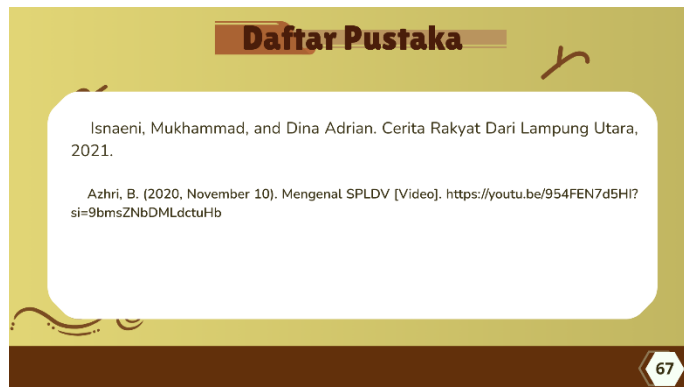 Daftar Pustaka
Isnaeni, Mukhammad, and Dina Adrian. Cerita Rakyat Dari Lampung Utara,
2021.
Azhri, B. (2020, November 10). Mengenal SPLDV [Video]. https://youtu.be/954FEN7d5HI?
si=9bmsZNbDMLdctuHb
67